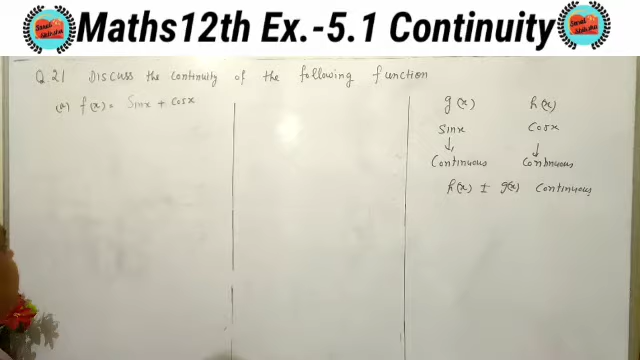 Maths12th Ex.-5.1 Continuity
Q 21 Discuss the continuity of the following function
(a) f(x) = Sinx + Cosx
g(x) h(x)
Sinx Cosx
↓ ↓
Continuous Continuous
h(x) ± g(x) Continuous